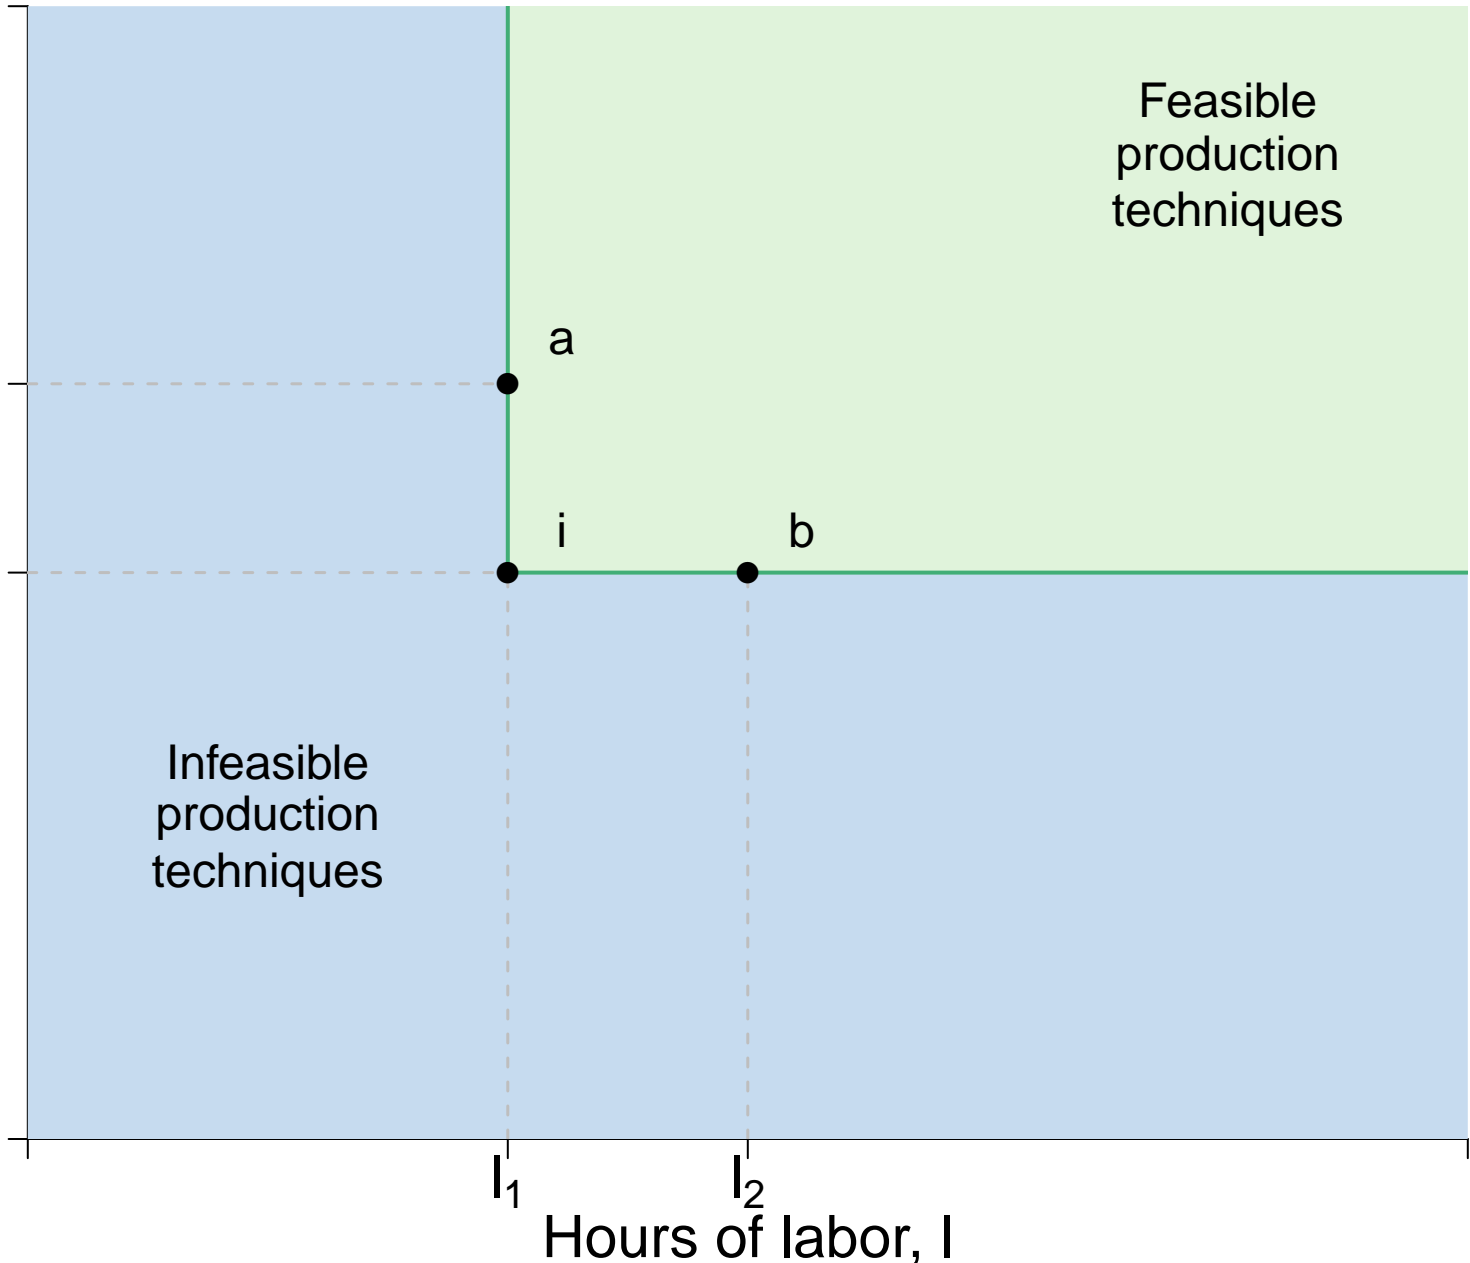 Feasible
production
techniques
a
i
b
Infeasible
production
techniques
l₁
l₂
Hours of labor, l